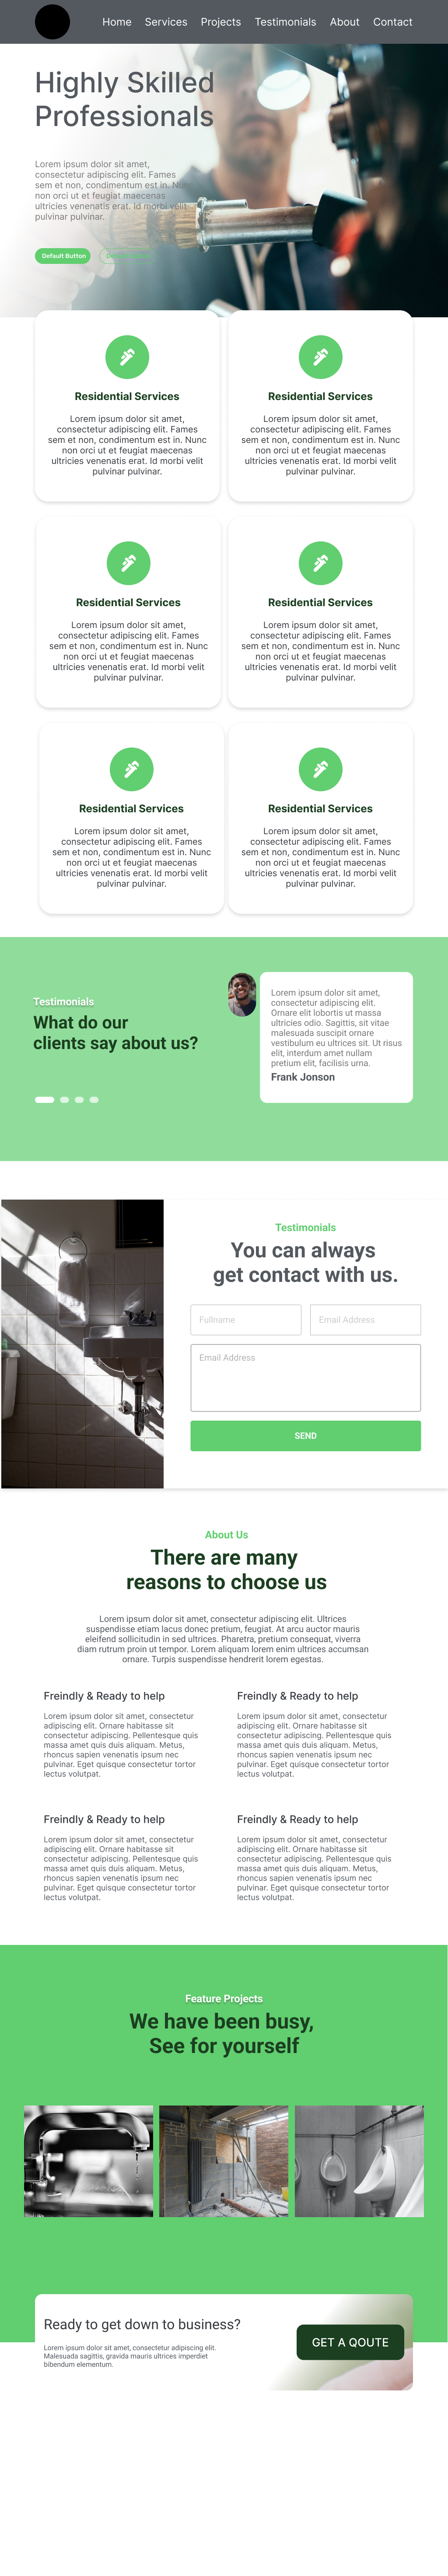 Home Services Projects Testimonials About Contact
Highly Skilled
Professionals
Lorem ipsum dolor sit amet,
consectetur adipiscing elit. Fames
sem et non, condimentum est in. Nunc
non orci ut et feugiat maecenas
ultricies venenatis erat. Id morbi velit
pulvinar pulvinar.
Default Button
Residential Services
Lorem ipsum dolor sit amet,
consectetur adipiscing elit. Fames
sem et non, condimentum est in. Nunc
non orci ut et feugiat maecenas
ultricies venenatis erat. Id morbi velit
pulvinar pulvinar.
Residential Services
Lorem ipsum dolor sit amet,
consectetur adipiscing elit. Fames
sem et non, condimentum est in. Nunc
non orci ut et feugiat maecenas
ultricies venenatis erat. Id morbi velit
pulvinar pulvinar.
Residential Services
Lorem ipsum dolor sit amet,
consectetur adipiscing elit. Fames
sem et non, condimentum est in. Nunc
non orci ut et feugiat maecenas
ultricies venenatis erat. Id morbi velit
pulvinar pulvinar.
Residential Services
Lorem ipsum dolor sit amet,
consectetur adipiscing elit. Fames
sem et non, condimentum est in. Nunc
non orci ut et feugiat maecenas
ultricies venenatis erat. Id morbi velit
pulvinar pulvinar.
Residential Services
Lorem ipsum dolor sit amet,
consectetur adipiscing elit. Fames
sem et non, condimentum est in. Nunc
non orci ut et feugiat maecenas
ultricies venenatis erat. Id morbi velit
pulvinar pulvinar.
Residential Services
Lorem ipsum dolor sit amet,
consectetur adipiscing elit. Fames
sem et non, condimentum est in. Nunc
non orci ut et feugiat maecenas
ultricies venenatis erat. Id morbi velit
pulvinar pulvinar.
Testimonials
What do our
clients say about us?
Lorem ipsum dolor sit amet,
consectetur adipiscing elit.
Ornare elit lobortis ut massa
ultricies odio. Sagittis, sit vitae
malesuada suscipit ornare
vestibulum eu ultrices sit. Ut risus
elit, interdum amet nullam
pretium elit, facilisis urna.
Frank Jonson
Testimonials
You can always
get contact with us.
Fullname
Email Address
Email Address
SEND
About Us
There are many
reasons to choose us
Lorem ipsum dolor sit amet, consectetur adipiscing elit. Ultrices
suspendisse etiam lacus donec pretium, feugiat. At arcu auctor mauris
eleifend sollicitudin in sed ultrices. Pharetra, pretium consequat, viverra
diam rutrum proin ut tempor. Lorem aliquam lorem enim ultrices accumsan
ornare. Turpis suspendisse hendrerit lorem egestas.
Freindly & Ready to help
Lorem ipsum dolor sit amet, consectetur
adipiscing elit. Ornare habitasse sit
consectetur adipiscing. Pellentesque quis
massa amet quis duis aliquam. Metus,
rhoncus sapien venenatis ipsum nec
pulvinar. Eget quisque consectetur tortor
lectus volutpat.
Freindly & Ready to help
Lorem ipsum dolor sit amet, consectetur
adipiscing elit. Ornare habitasse sit
consectetur adipiscing. Pellentesque quis
massa amet quis duis aliquam. Metus,
rhoncus sapien venenatis ipsum nec
pulvinar. Eget quisque consectetur tortor
lectus volutpat.
Freindly & Ready to help
Lorem ipsum dolor sit amet, consectetur
adipiscing elit. Ornare habitasse sit
consectetur adipiscing. Pellentesque quis
massa amet quis duis aliquam. Metus,
rhoncus sapien venenatis ipsum nec
pulvinar. Eget quisque consectetur tortor
lectus volutpat.
Freindly & Ready to help
Lorem ipsum dolor sit amet, consectetur
adipiscing elit. Ornare habitasse sit
consectetur adipiscing. Pellentesque quis
massa amet quis duis aliquam. Metus,
rhoncus sapien venenatis ipsum nec
pulvinar. Eget quisque consectetur tortor
lectus volutpat.
Feature Projects
We have been busy,
See for yourself
Ready to get down to business?
Lorem ipsum dolor sit amet, consectetur adipiscing elit.
Malesuada sagittis, gravida mauris ultrices imperdiet
bibendum elementum.
GET A QOUTE